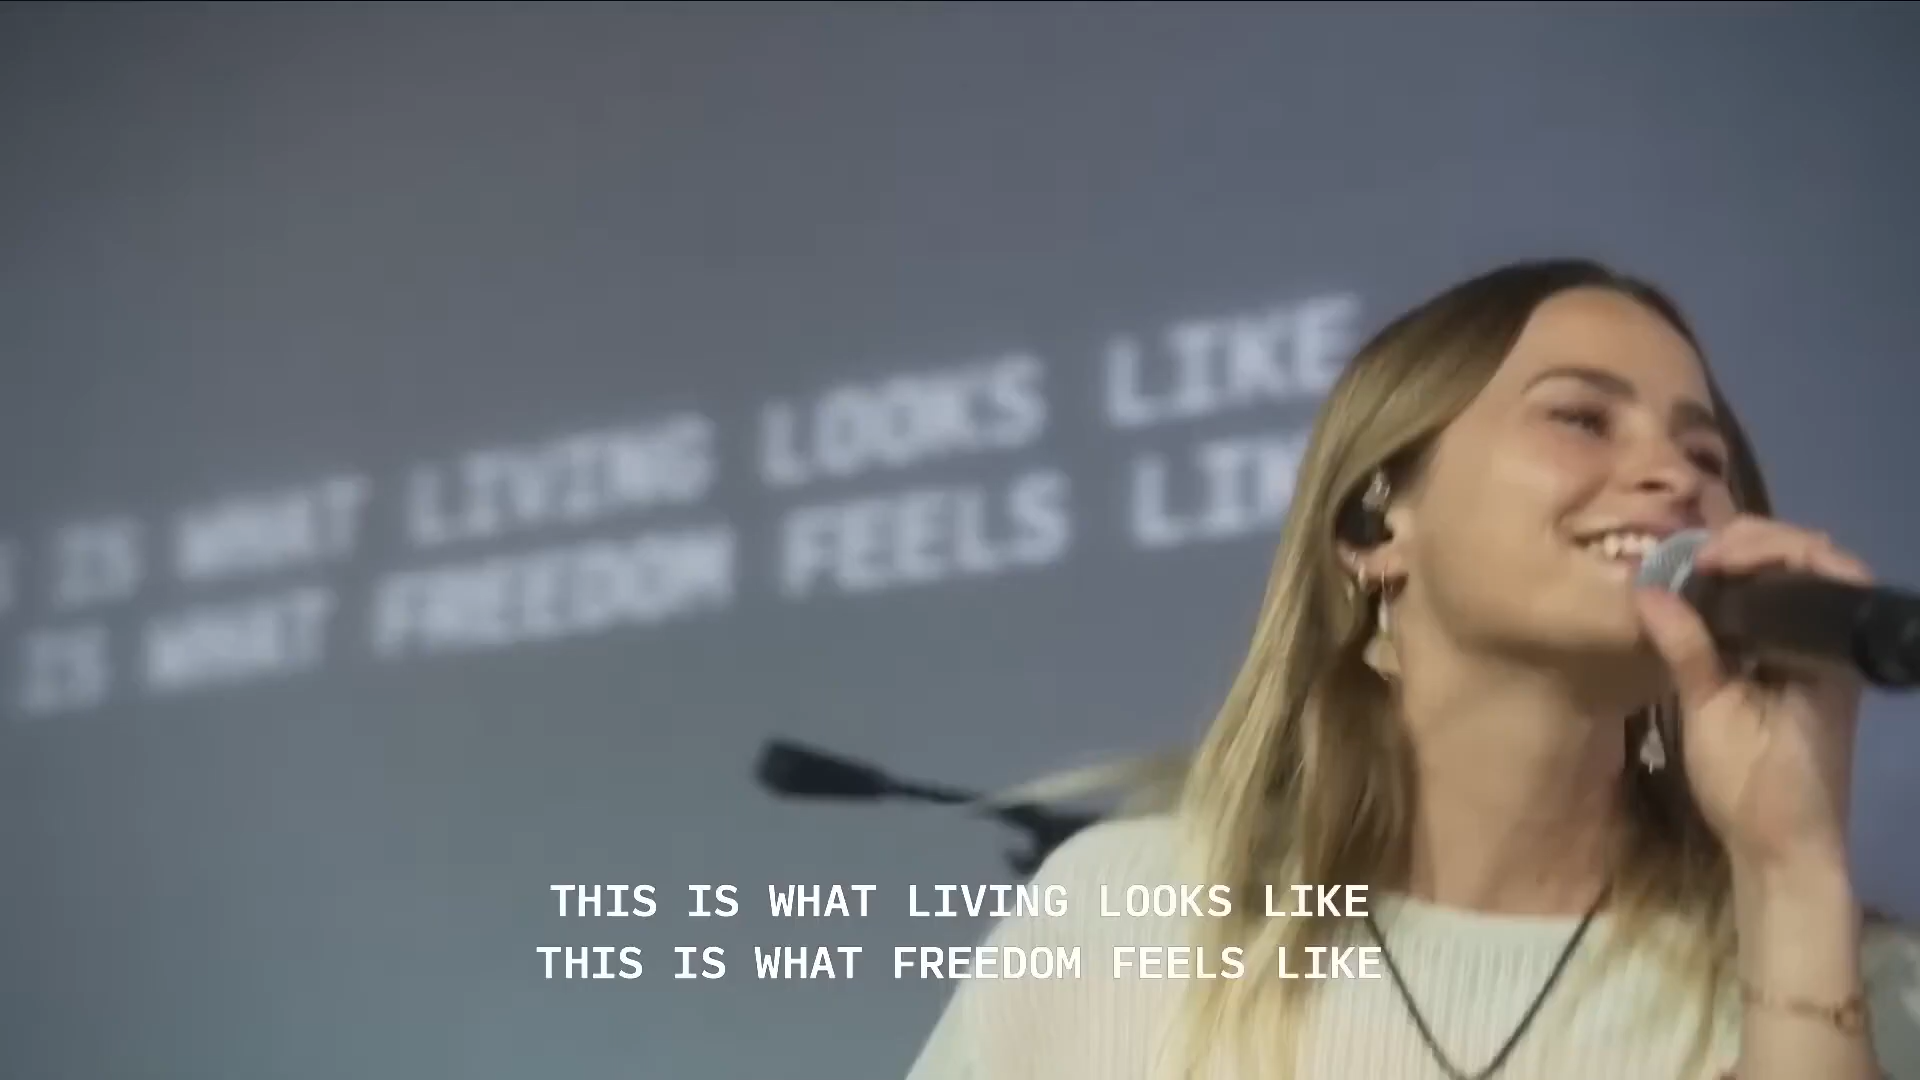 IS WHAT LIVING LOOKS LIKE
IS WHAT FREEDOM FEELS LIKE
THIS IS WHAT LIVING LOOKS LIKE
THIS IS WHAT FREEDOM FEELS LIKE